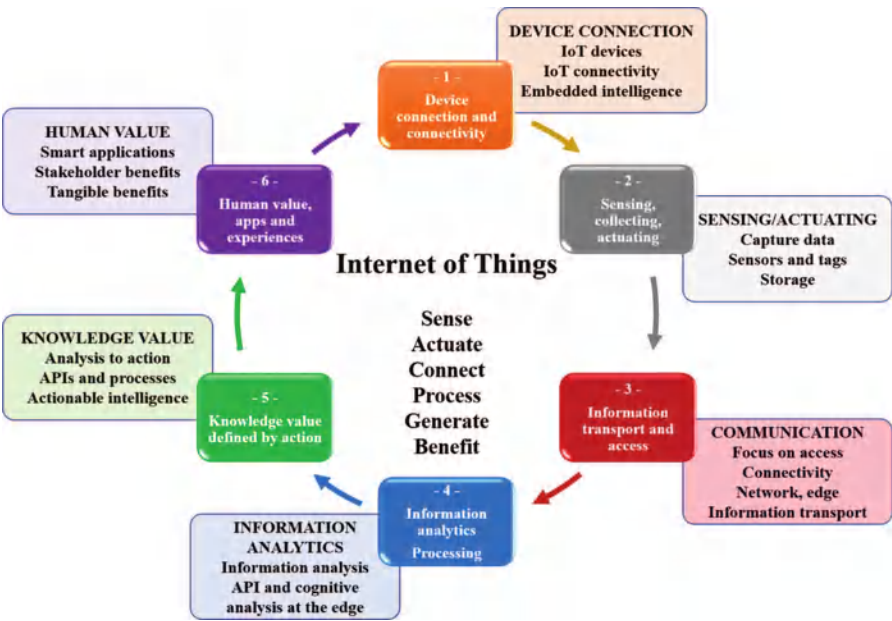 DEVICE CONNECTION
IoT devices
IoT connectivity
Embedded intelligence
- 1 -
Device
connection and
connectivity
HUMAN VALUE
Smart applications
Stakeholder benefits
Tangible benefits
- 6 -
Human value,
apps and
experiences
- 2 -
Sensing,
collecting,
actuating
SENSING/ACTUATING
Capture data
Sensors and tags
Storage
Internet of Things
Sense
Actuate
Connect
Process
Generate
Benefit
KNOWLEDGE VALUE
Analysis to action
APIs and processes
Actionable intelligence
- 5 -
Knowledge value
defined by action
- 3 -
Information
transport and
access
COMMUNICATION
Focus on access
Connectivity
Network, edge
Information transport
- 4 -
Information
analytics
Processing
INFORMATION
ANALYTICS
Information analysis
API and cognitive
analysis at the edge